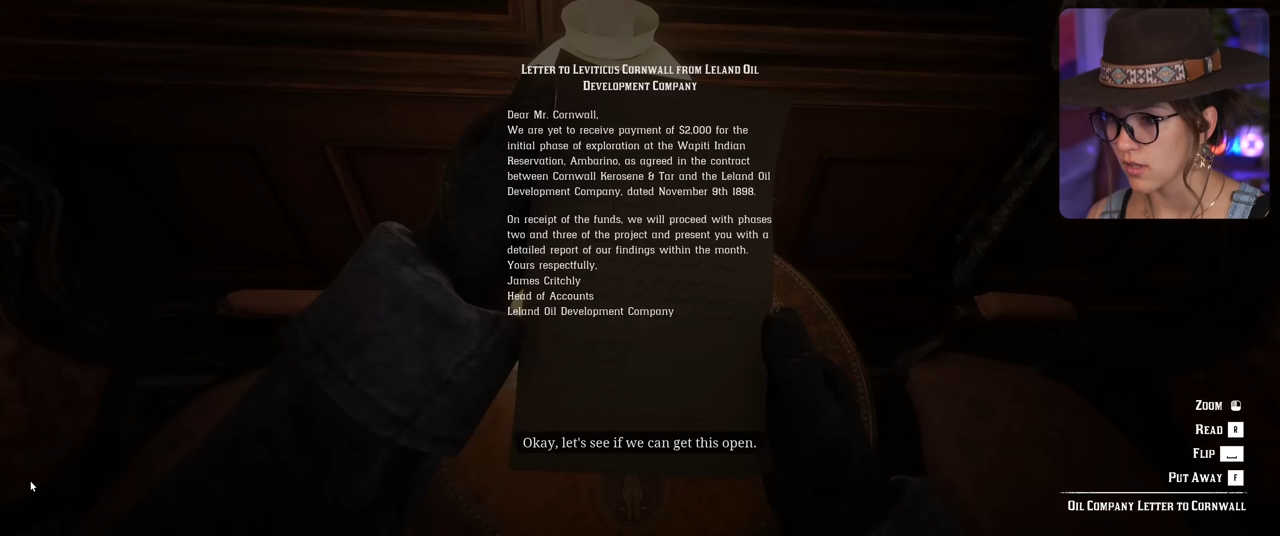 Letter to Leviticus Cornwall from Leland Oil
Development Company
Dear Mr. Cornwall,
We are yet to receive payment of $2,000 for the
initial phase of exploration at the Wapiti Indian
Reservation, Ambarino, as agreed in the contract
between Cornwall Kerosene & Tar and the Leland Oil
Development Company, dated November 9th 1898.
On receipt of the funds, we will proceed with phases
two and three of the project and present you with a
detailed report of our findings within the month.
Yours respectfully,
James Critchly
Head of Accounts
Leland Oil Development Company
Okay, let's see if we can get this open.
Zoom
Read R
Flip
Put Away F
Oil Company Letter to Cornwall